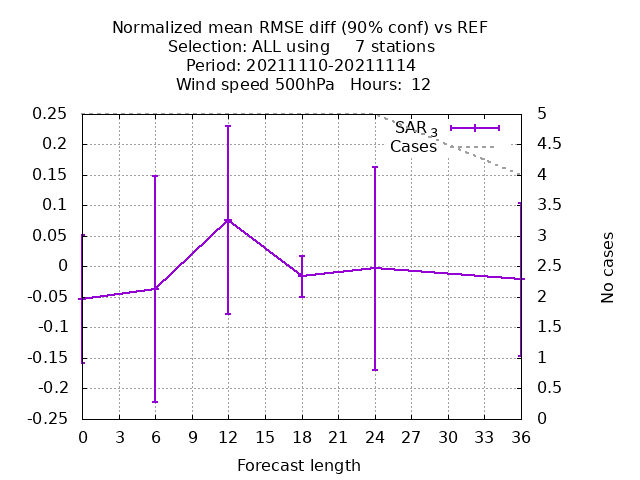 Normalized mean RMSE diff (90% conf) vs REF
Selection: ALL using 7 stations
Period: 20211110-20211114
Wind speed 500hPa Hours: 12
0.25
0.2
0.15
0.1
0.05
0
-0.05
-0.1
-0.15
-0.2
-0.25
SAR3
Cases
5
4.5
4
3.5
3
2.5
2
1.5
1
0.5
0
No cases
0 3 6 9 12 15 18 21 24 27 30 33 36
Forecast length